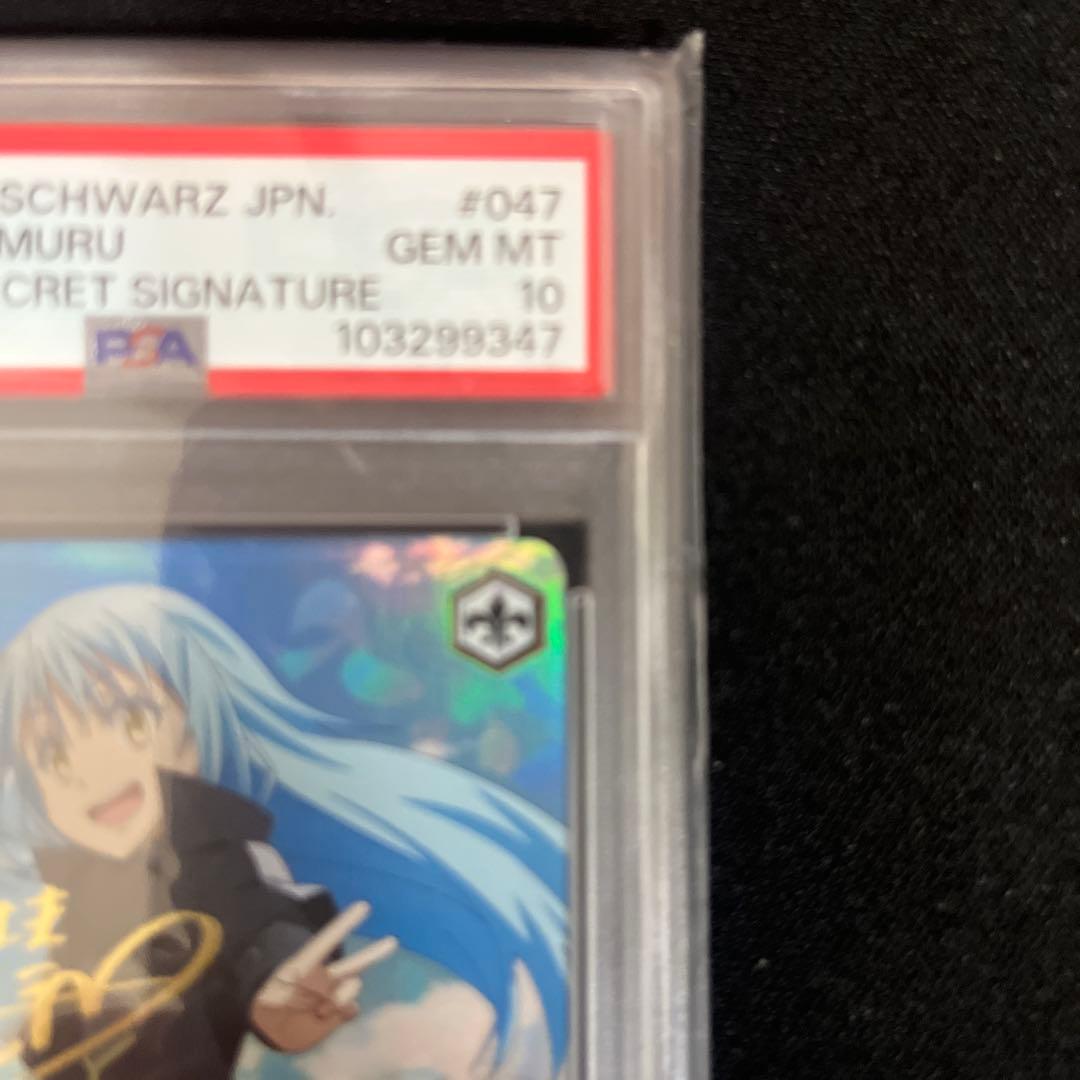 SCHWARZ JPN. #047
MURU GEM MT
CRET SIGNATURE 10
PSA 103299347